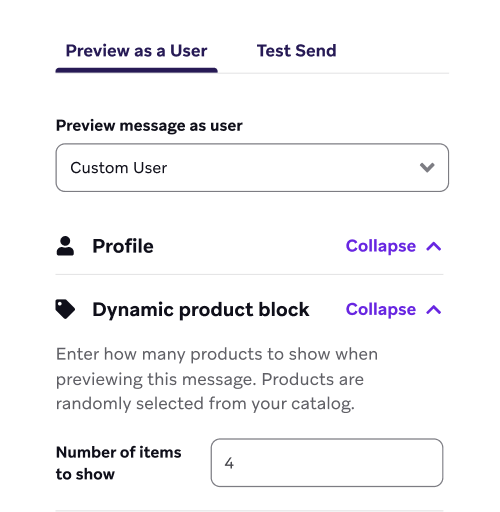 Preview as a User
Test Send
Preview message as user
Custom User
Profile
Collapse
Dynamic product block
Collapse
Enter how many products to show when
previewing this message. Products are
randomly selected from your catalog.
Number of items
to show
4